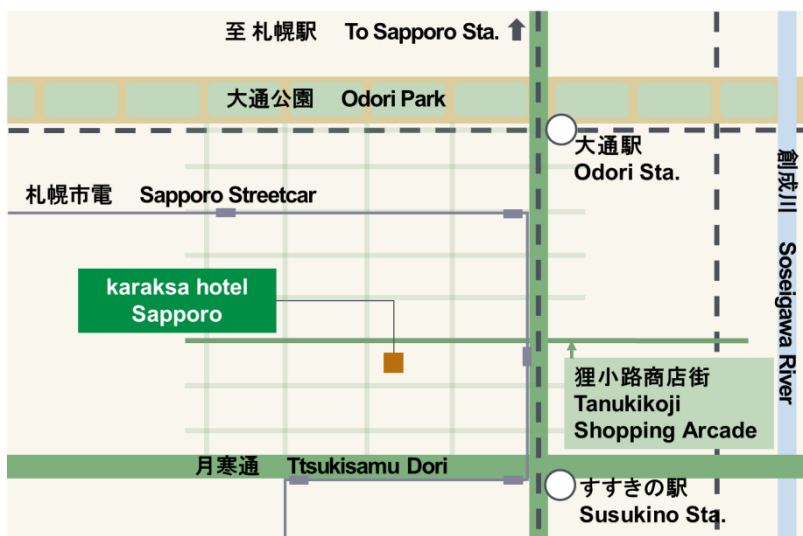 至 札幌駅 To Sapporo Sta.
大通公園 Odori Park
大通駅
Odori Sta.
札幌市電 Sapporo Streetcar
創成川 Soseigawa River
karaksa hotel
Sapporo
狸小路商店街
Tanukikoji
Shopping Arcade
月寒通 Ttsukisamu Dori
すすきの駅
Susukino Sta.